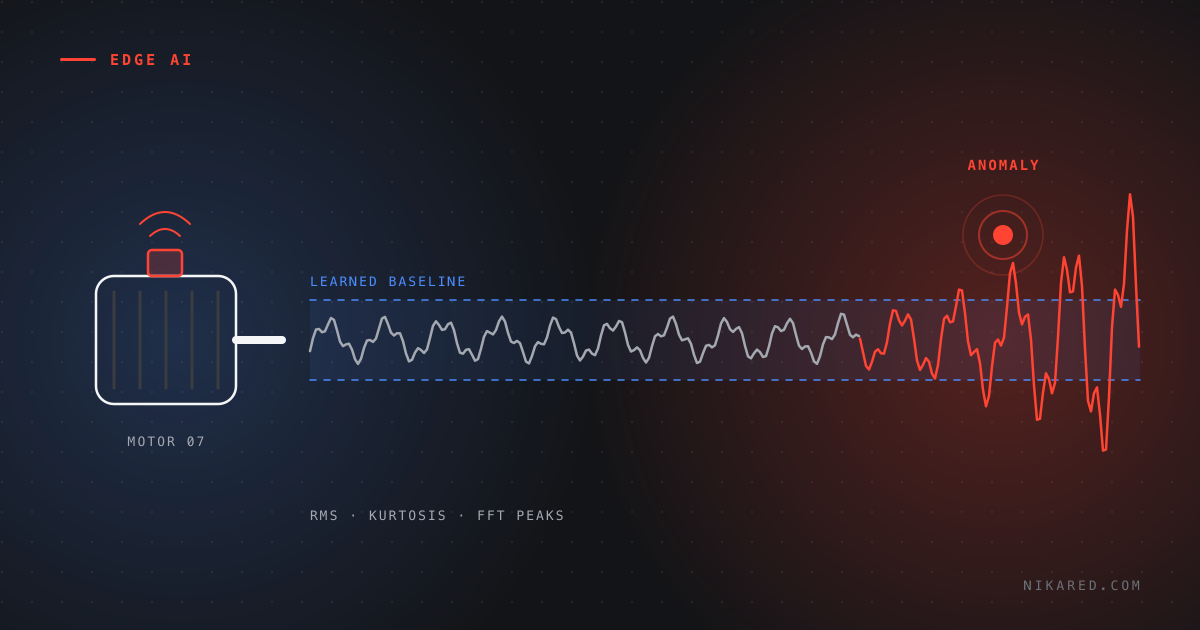 EDGE AI
ANOMALY
LEARNED BASELINE
MOTOR 07
RMS · KURTOSIS · FFT PEAKS
NIKARED.COM